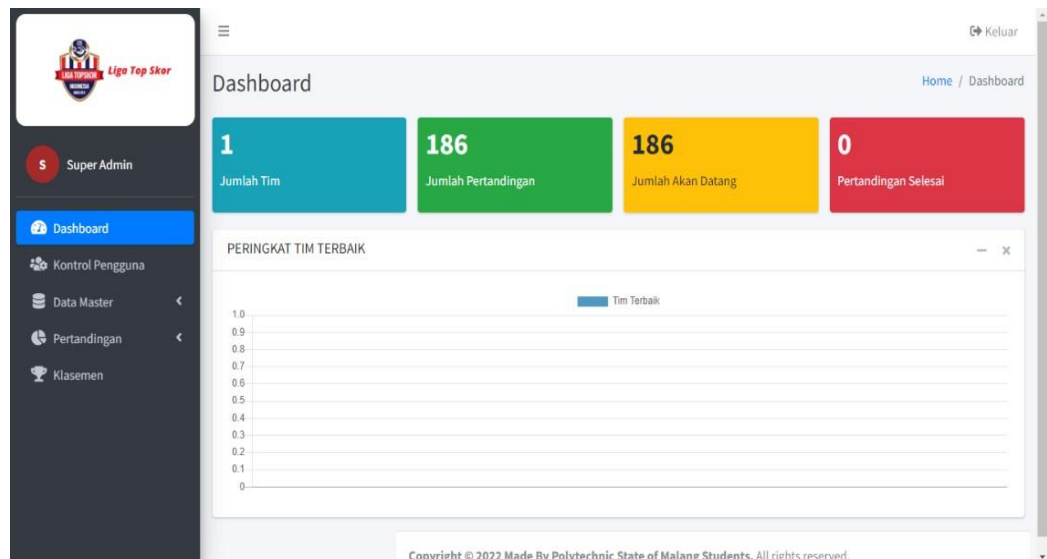 LIGA TOPSKOR
INDONESIA
Liga Top Skor
Keluar
Dashboard
Home / Dashboard
S
Super Admin
1
Jumlah Tim
186
Jumlah Pertandingan
186
Jumlah Akan Datang
0
Pertandingan Selesai
Dashboard
Kontrol Pengguna
Data Master
Pertandingan
Klasemen
PERINGKAT TIM TERBAIK
Tim Terbaik
1.0
0.9
0.8
0.7
0.6
0.5
0.4
0.3
0.2
0.1
0
Copyright © 2022 Made By Polytechnic State of Malang Students. All rights reserved.